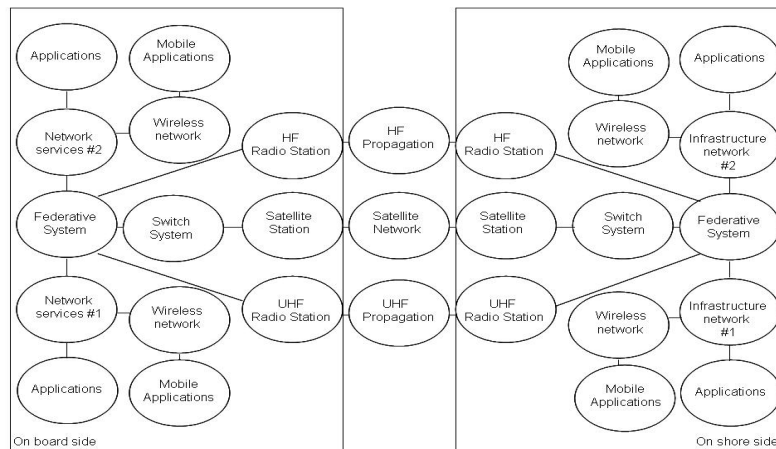 Applications
Mobile
Applications
Network
services #2
Wireless
network
HF
Radio Station
Federative
System
Switch
System
Satellite
Station
Network
services #1
Wireless
network
UHF
Radio Station
Applications
Mobile
Applications
On board side
HF
Propagation
Satellite
Network
UHF
Propagation
Mobile
Applications
Applications
HF
Radio Station
Wireless
network
Infrastructure
network
#2
Satellite
Station
Switch
System
Federative
System
UHF
Radio Station
Wireless
network
Infrastructure
network
#1
Mobile
Applications
Applications
On shore side